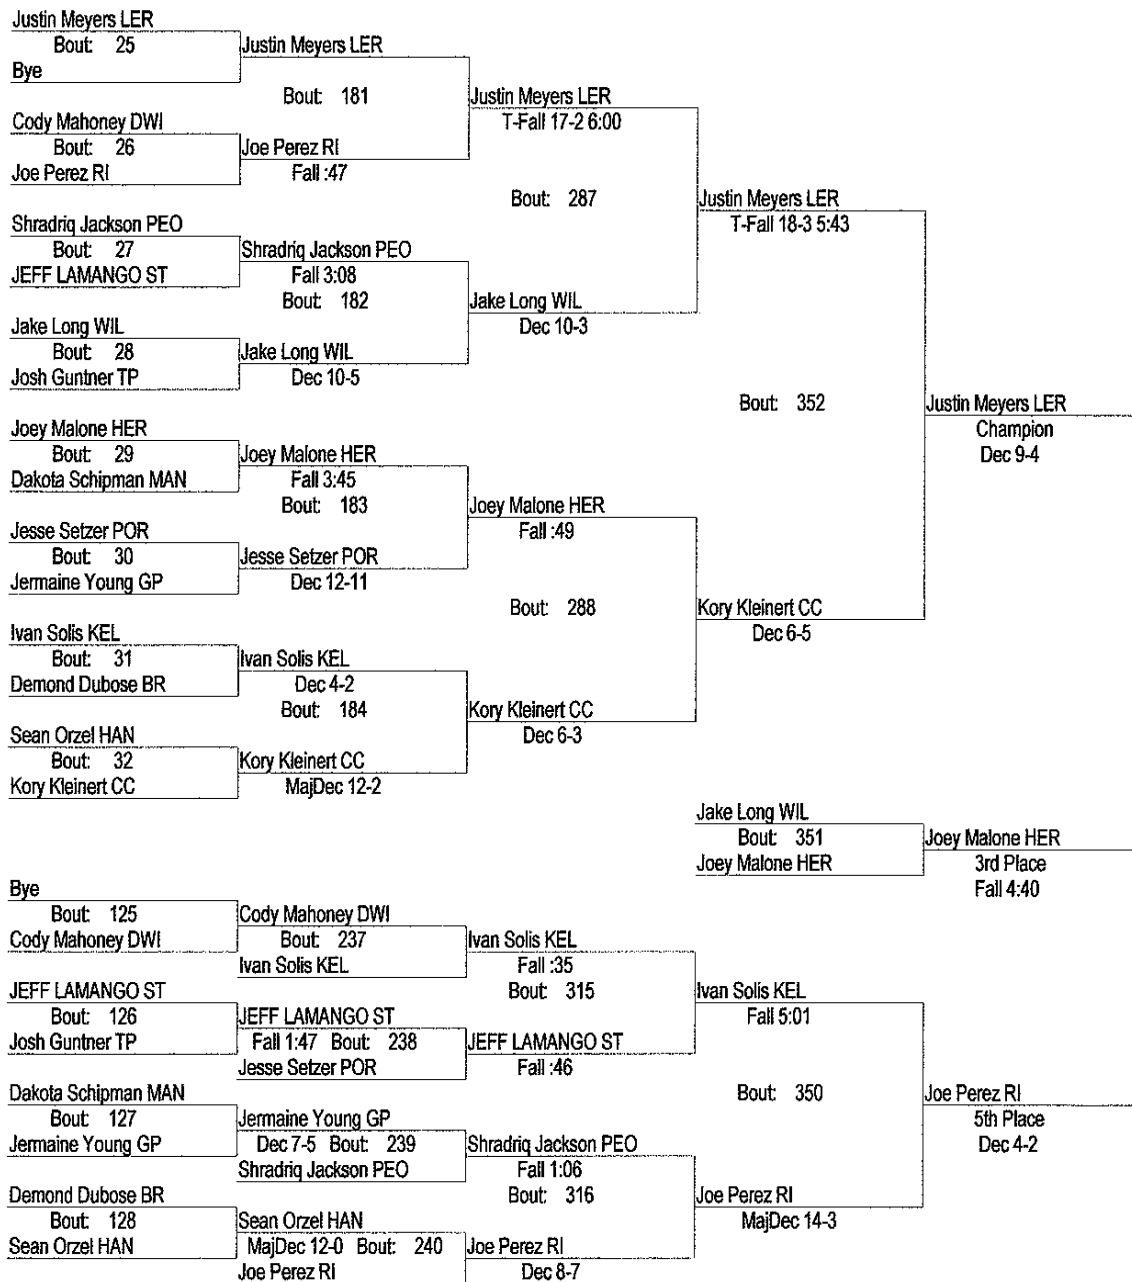 Justin Meyers LER
Bout: 25
Justin Meyers LER
Bye
Bout: 181
Justin Meyers LER
T-Fall 17-2 6:00
Cody Mahoney DWI
Bout: 26
Joe Perez RI
Joe Perez RI
Fall :47
Bout: 287
Justin Meyers LER
T-Fall 18-3 5:43
Shradriq Jackson PEO
Bout: 27
Shradriq Jackson PEO
JEFF LAMANGO ST
Fall 3:08
Bout: 182
Jake Long WIL
Dec 10-3
Jake Long WIL
Bout: 28
Jake Long WIL
Josh Guntner TP
Dec 10-5
Bout: 352
Justin Meyers LER
Champion
Dec 9-4
Joey Malone HER
Bout: 29
Joey Malone HER
Dakota Schipman MAN
Fall 3:45
Bout: 183
Joey Malone HER
Fall :49
Jesse Setzer POR
Bout: 30
Jesse Setzer POR
Jermaine Young GP
Dec 12-11
Bout: 288
Kory Kleinert CC
Dec 6-5
Ivan Solis KEL
Bout: 31
Ivan Solis KEL
Demond Dubose BR
Dec 4-2
Bout: 184
Kory Kleinert CC
Dec 6-3
Sean Orzel HAN
Bout: 32
Kory Kleinert CC
Kory Kleinert CC
MajDec 12-2
Jake Long WIL
Bout: 351
Joey Malone HER
Joey Malone HER
3rd Place
Fall 4:40
Bye
Bout: 125
Cody Mahoney DWI
Cody Mahoney DWI
Bout: 237
Ivan Solis KEL
Ivan Solis KEL
Fall :35
Bout: 315
Ivan Solis KEL
Fall 5:01
JEFF LAMANGO ST
Bout: 126
JEFF LAMANGO ST
Josh Guntner TP
Fall 1:47 Bout: 238
JEFF LAMANGO ST
Jesse Setzer POR
Fall :46
Bout: 350
Joe Perez RI
5th Place
Dec 4-2
Dakota Schipman MAN
Bout: 127
Jermaine Young GP
Jermaine Young GP
Dec 7-5 Bout: 239
Shradriq Jackson PEO
Shradriq Jackson PEO
Fall 1:06
Bout: 316
Joe Perez RI
MajDec 14-3
Demond Dubose BR
Bout: 128
Sean Orzel HAN
Sean Orzel HAN
MajDec 12-0 Bout: 240
Joe Perez RI
Joe Perez RI
Dec 8-7